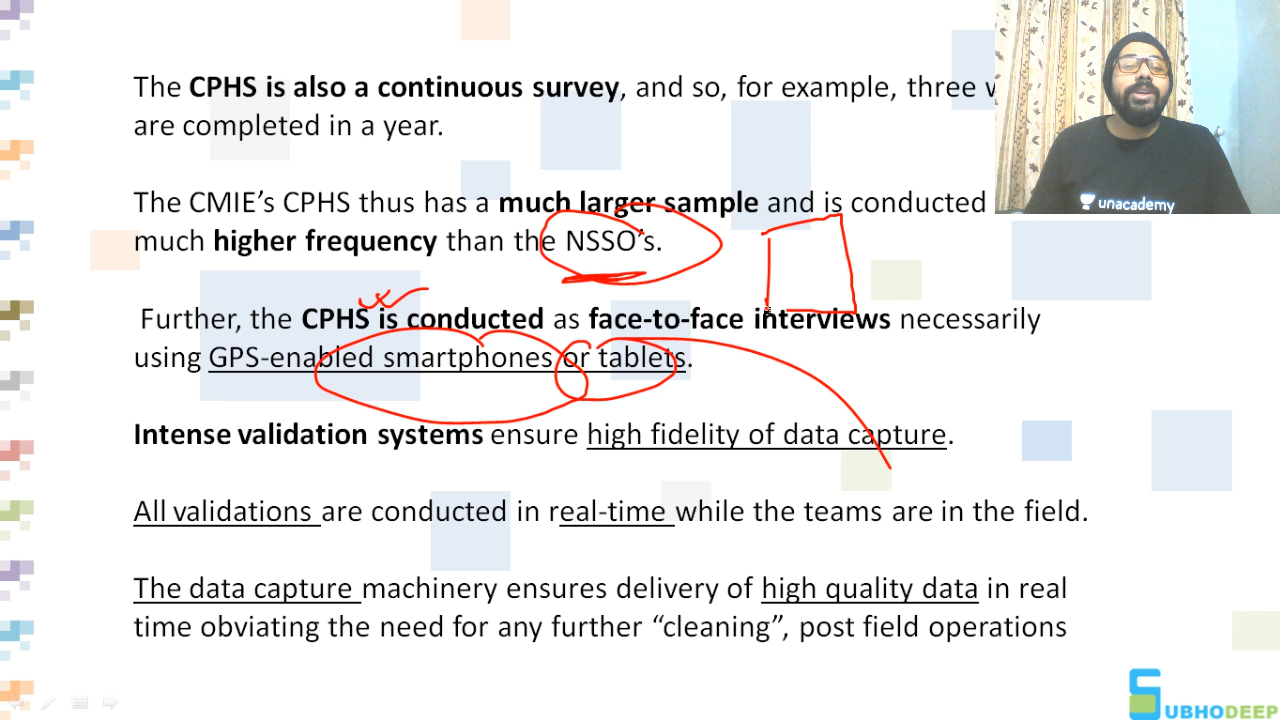 The CPHS is also a continuous survey, and so, for example, three
are completed in a year.
The CMIE's CPHS thus has a much larger sample and is conducted
much higher frequency than the NSSO's.
Further, the CPHS is conducted as face-to-face interviews necessarily
using GPS-enabled smartphones or tablets.
Intense validation systems ensure high fidelity of data capture.
All validations are conducted in real-time while the teams are in the field.
The data capture machinery ensures delivery of high quality data in real
time obviating the need for any further “cleaning”, post field operations
unacademy
SUBHODEEP